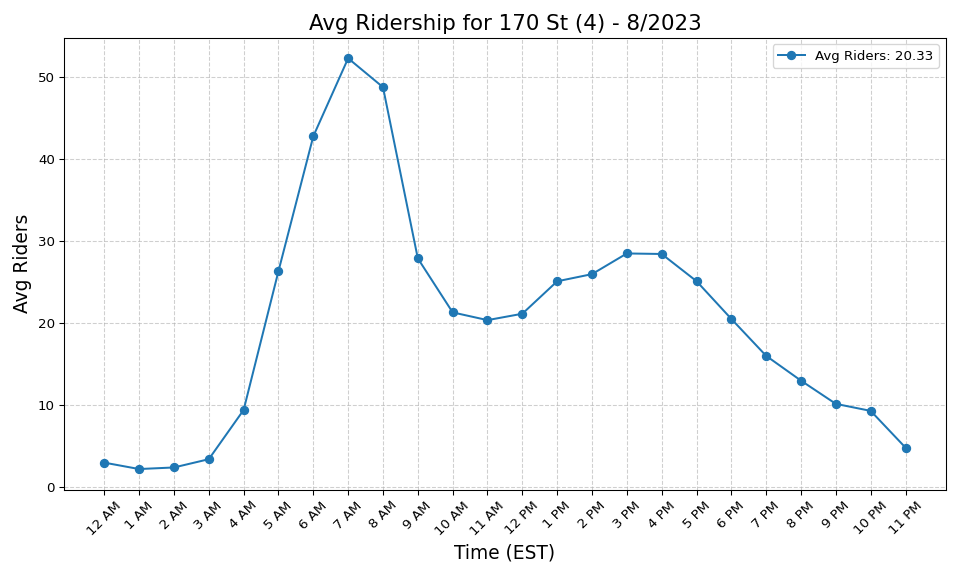 Avg Ridership for 170 St (4) - 8/2023
Avg Riders: 20.33
Avg Riders
50
40
30
20
10
0
12 AM
1 AM
2 AM
3 AM
4 AM
5 AM
6 AM
7 AM
8 AM
9 AM
10 AM
11 AM
12 PM
1 PM
2 PM
3 PM
4 PM
5 PM
6 PM
7 PM
8 PM
9 PM
10 PM
11 PM
Time (EST)